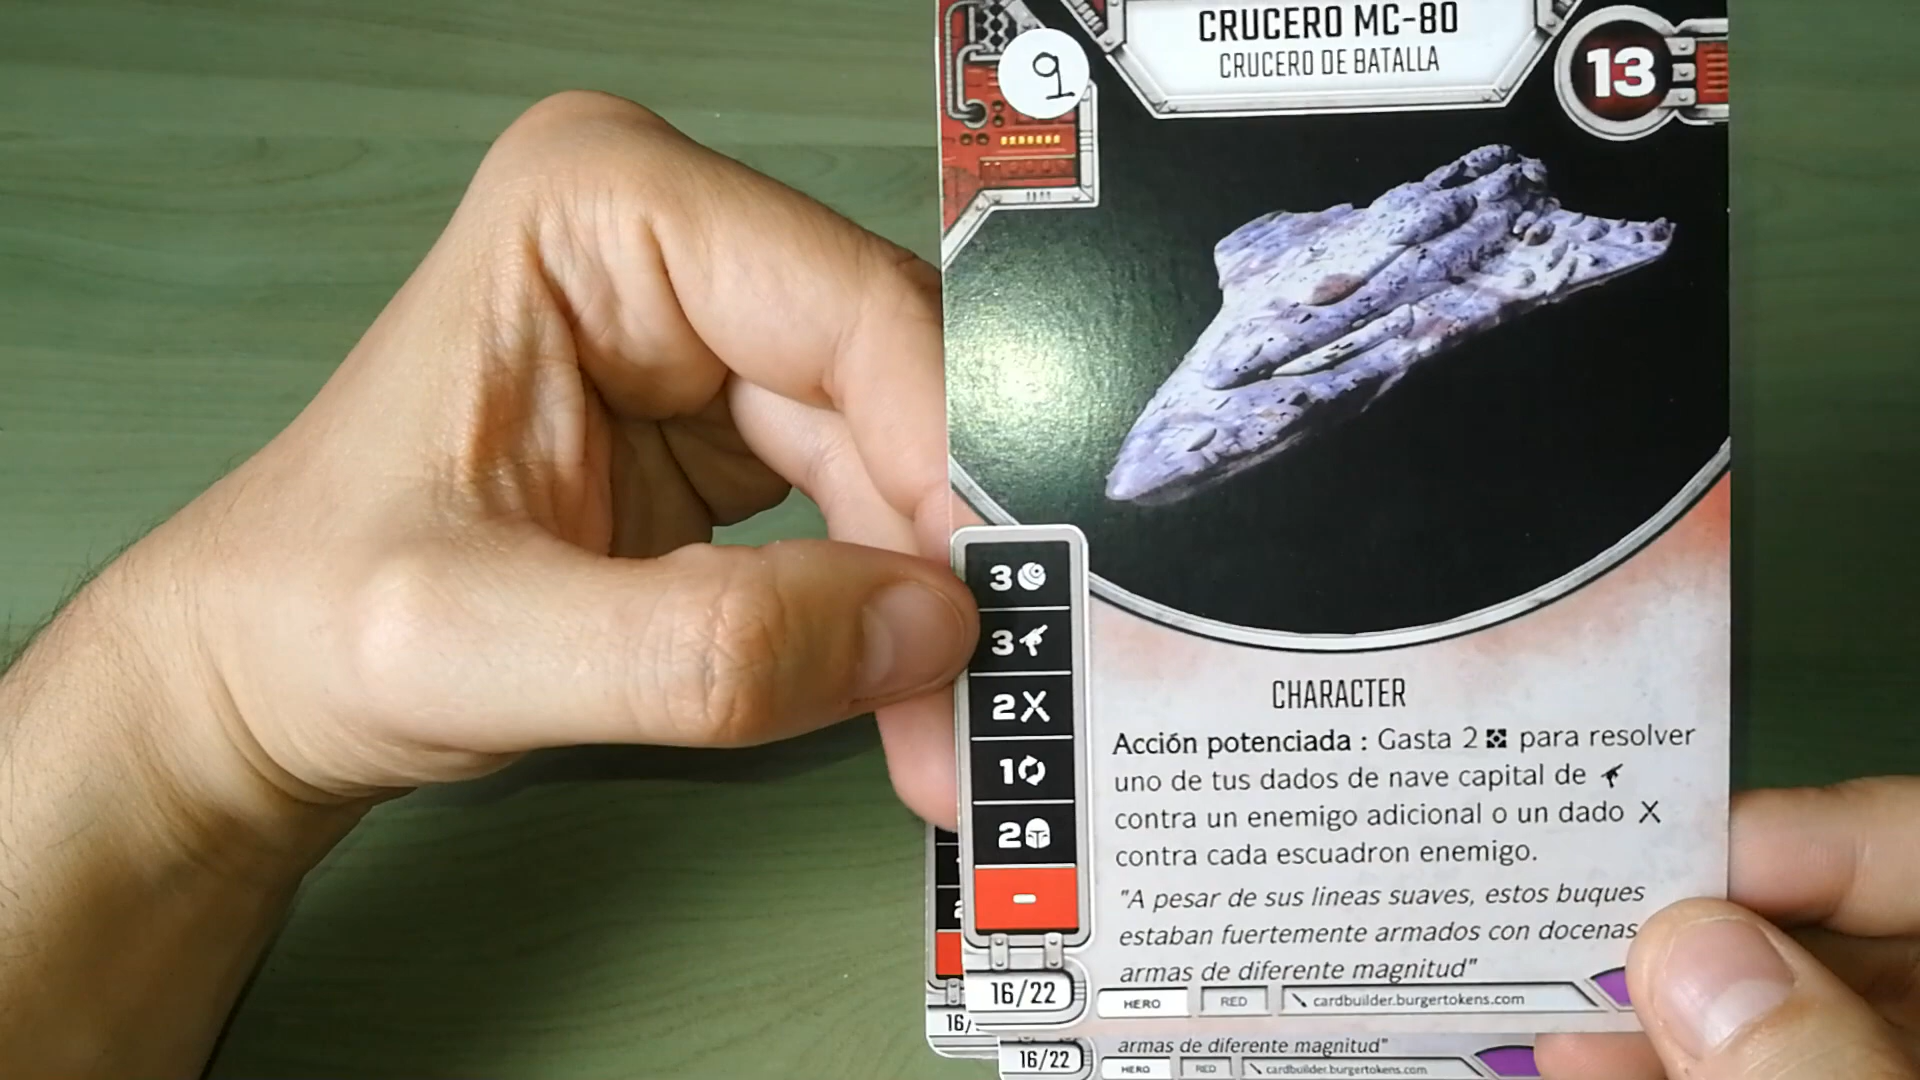 CRUCERO MC-80
CRUCERO DE BATALLA
9
13
3
3
2
1
2
-
CHARACTER
Acción potenciada : Gasta 2 para resolver
uno de tus dados de nave capital de
contra un enemigo adicional o un dado
contra cada escuadron enemigo.
"A pesar de sus lineas suaves, estos buques
estaban fuertemente armados con docenas
armas de diferente magnitud"
16/22
HERO
RED
cardbuilder.burgertokens.com
16/
armas de diferente magnitud"
16/22
HERO
RED
cardbuilder.burgertokens.com